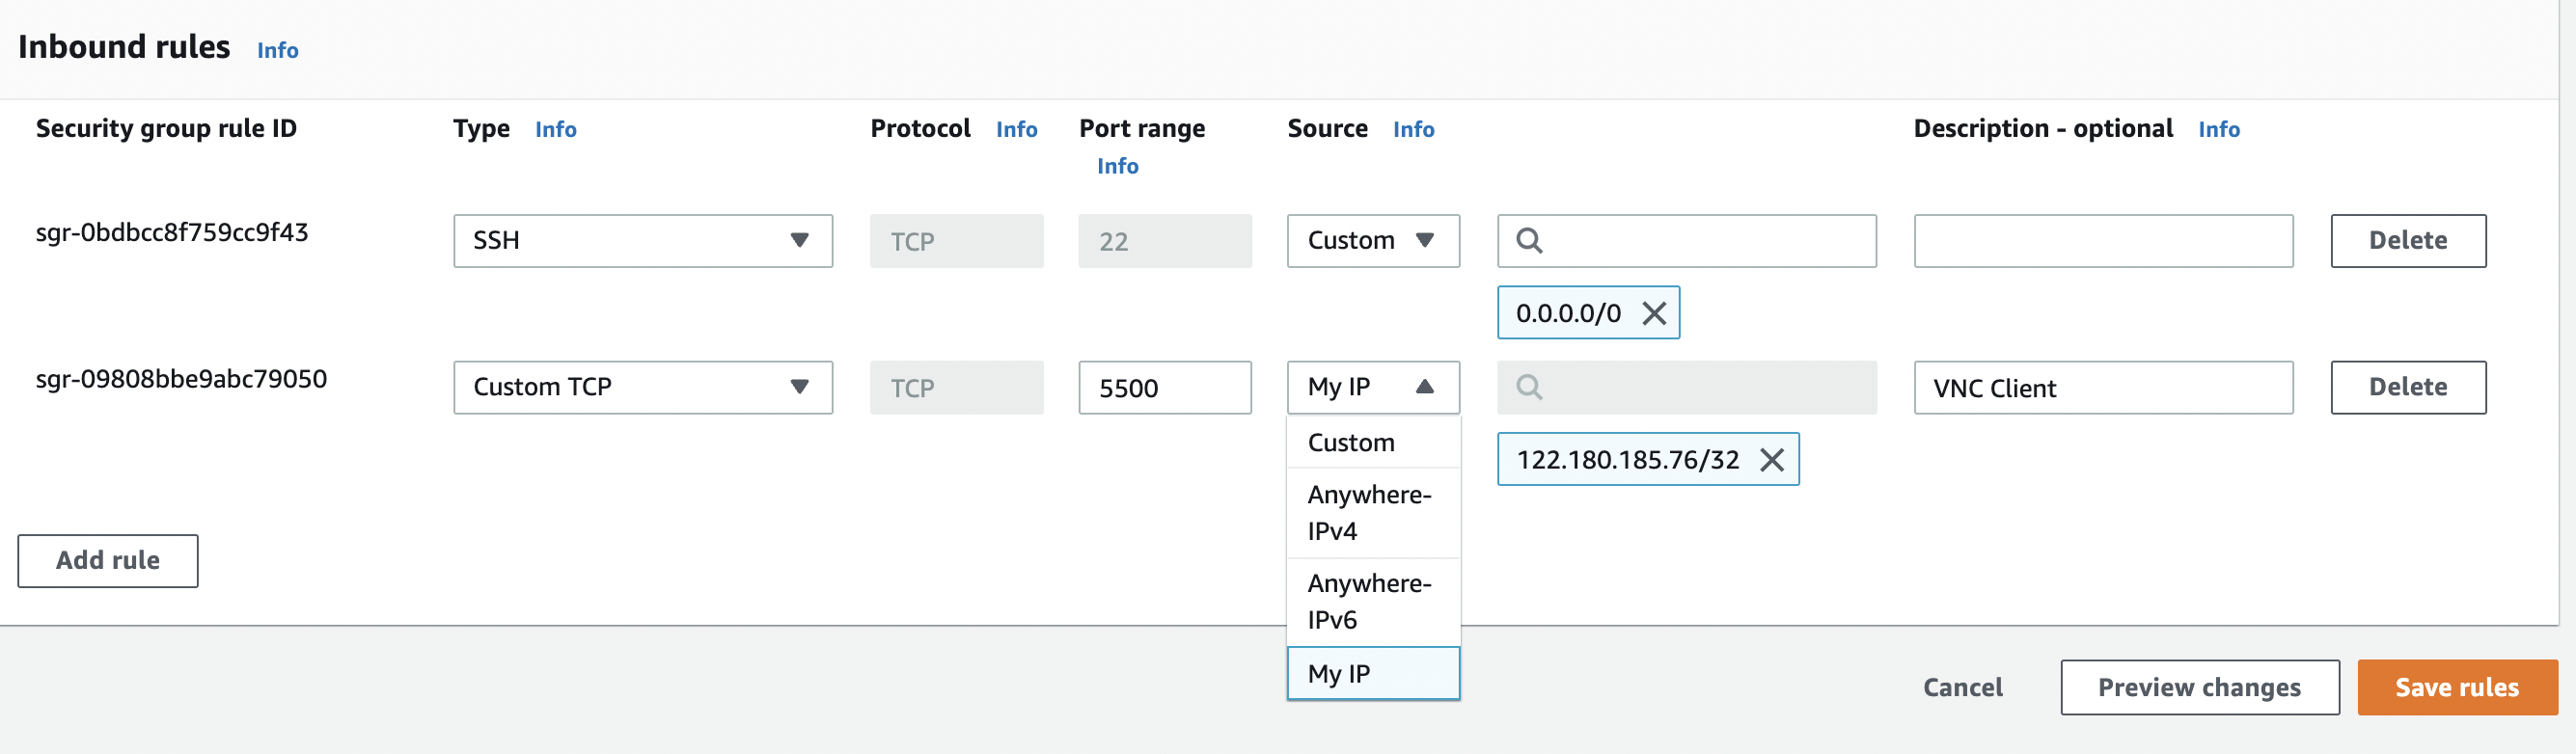 Inbound rules Info
Security group rule ID Type Info Protocol Info Port range Info Source Info Description - optional Info
sgr-0bdbcc8f759cc9f43 SSH TCP 22 Custom Delete
0.0.0.0/0
sgr-09808bbe9abc79050 Custom TCP TCP 5500 My IP VNC Client Delete
122.180.185.76/32
Custom
Anywhere-
IPv4
Anywhere-
IPv6
My IP
Add rule
Cancel Preview changes Save rules